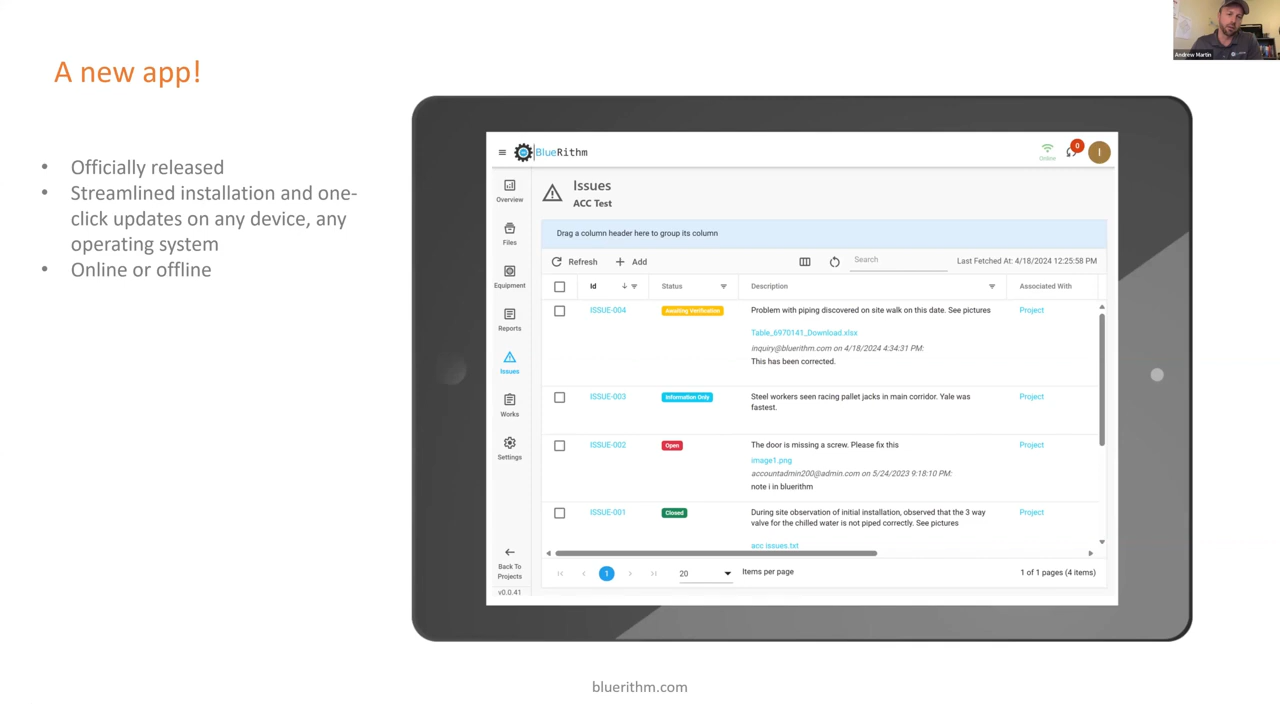 Andrew Martin
A new app!
• Officially released
• Streamlined installation and one-
click updates on any device, any
operating system
• Online or offline
BlueRithm
Online
0
I
Overview
Files
Equipment
Reports
Issues
Works
Settings
Back To
Projects
v0.0.41
Issues
ACC Test
Drag a column header here to group its column
Refresh + Add Search Last Fetched At: 4/18/2024 12:25:58 PM
Id Status Description Associated With
ISSUE-004 Awaiting Verification Problem with piping discovered on site walk on this date. See pictures Project
Table_6970141_Download.xlsx
inquiry@bluerithm.com on 4/18/2024 4:34:31 PM:
This has been corrected.
ISSUE-003 Information Only Steel workers seen racing pallet jacks in main corridor. Yale was Project
fastest.
ISSUE-002 Open The door is missing a screw. Please fix this Project
image1.png
accountadmin200@admin.com on 5/24/2023 9:18:10 PM:
note i in bluerithm
ISSUE-001 Closed During site observation of initial installation, observed that the 3 way Project
valve for the chilled water is not piped correctly. See pictures
acc issues.txt
1 20 Items per page 1 of 1 pages (4 items)
bluerithm.com